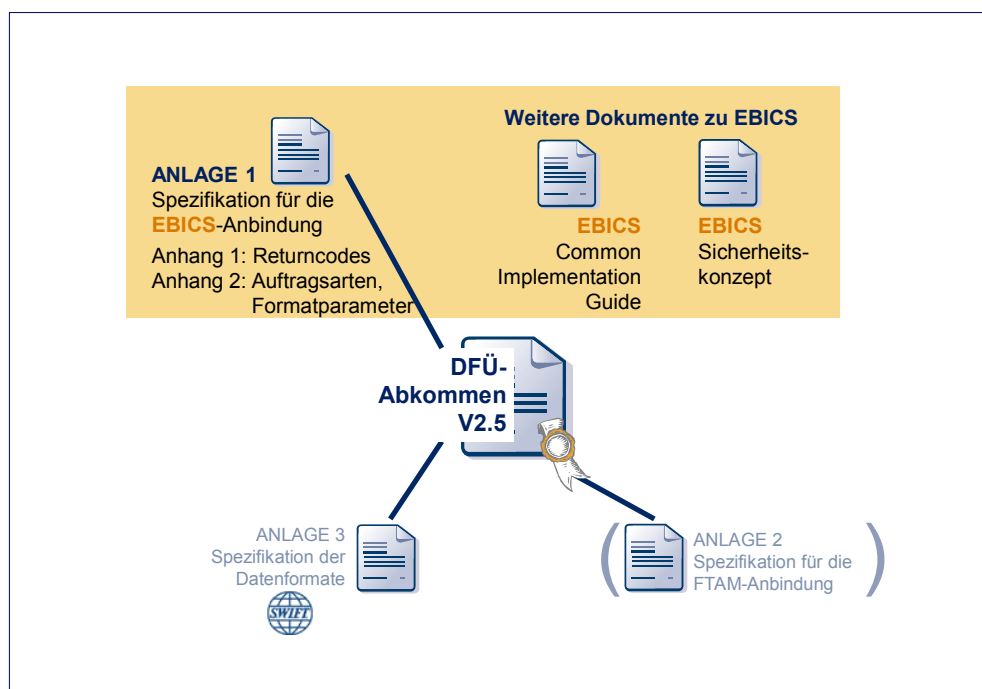 Weitere Dokumente zu EBICS
ANLAGE 1
Spezifikation für die
EBICS-Anbindung
Anhang 1: Returncodes
Anhang 2: Auftragsarten,
Formatparameter
EBICS
Common
Implementation
Guide
EBICS
Sicherheits-
konzept
DFÜ-
Abkommen
V2.5
ANLAGE 3
Spezifikation der
Datenformate
SWIFT
( ANLAGE 2
Spezifikation für die
FTAM-Anbindung )